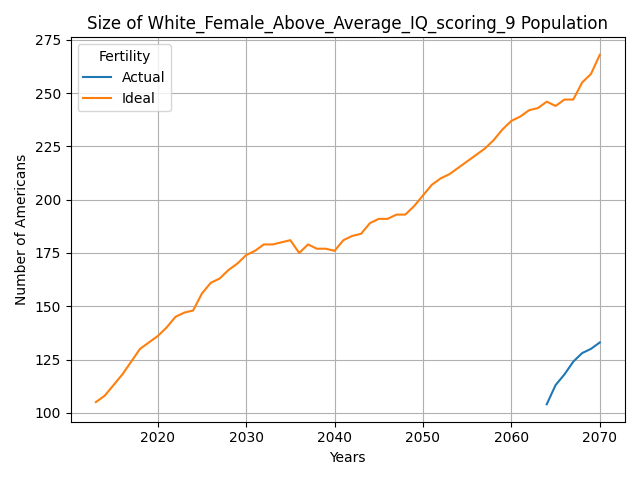 Size of White_Female_Above_Average_IQ_scoring_9 Population
Fertility
Actual
Ideal
275
250
225
200
175
150
125
100
Number of Americans
2020 2030 2040 2050 2060 2070
Years